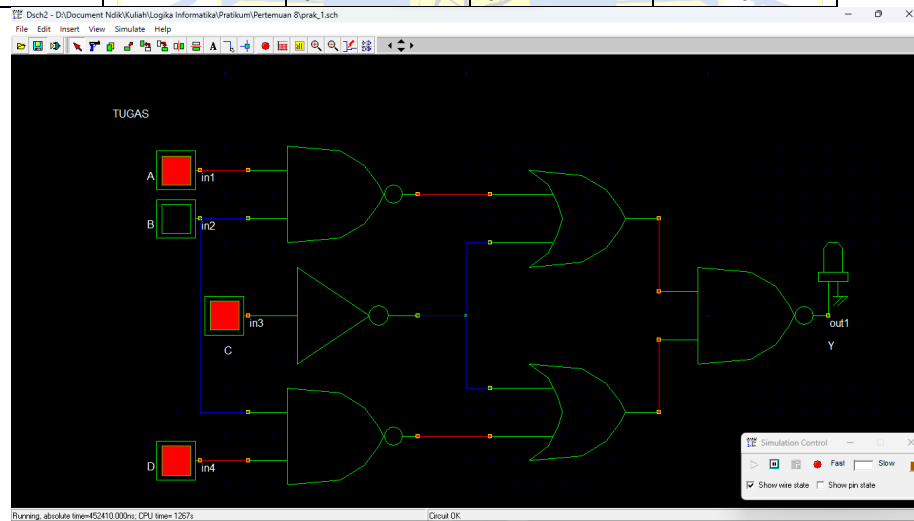 Dsch2 - D:\Document Ndik\Kuliah\Logika Informatika\Pratikum\Pertemuan 8\prak_1.sch
File Edit Insert View Simulate Help
A
TUGAS
A
in1
B
in2
in3
C
out1
Y
D
in4
Simulation Control
Fast Slow
Show wire state Show pin state
Running, absolute time=452410.000ns; CPU time= 1267s
Circuit OK